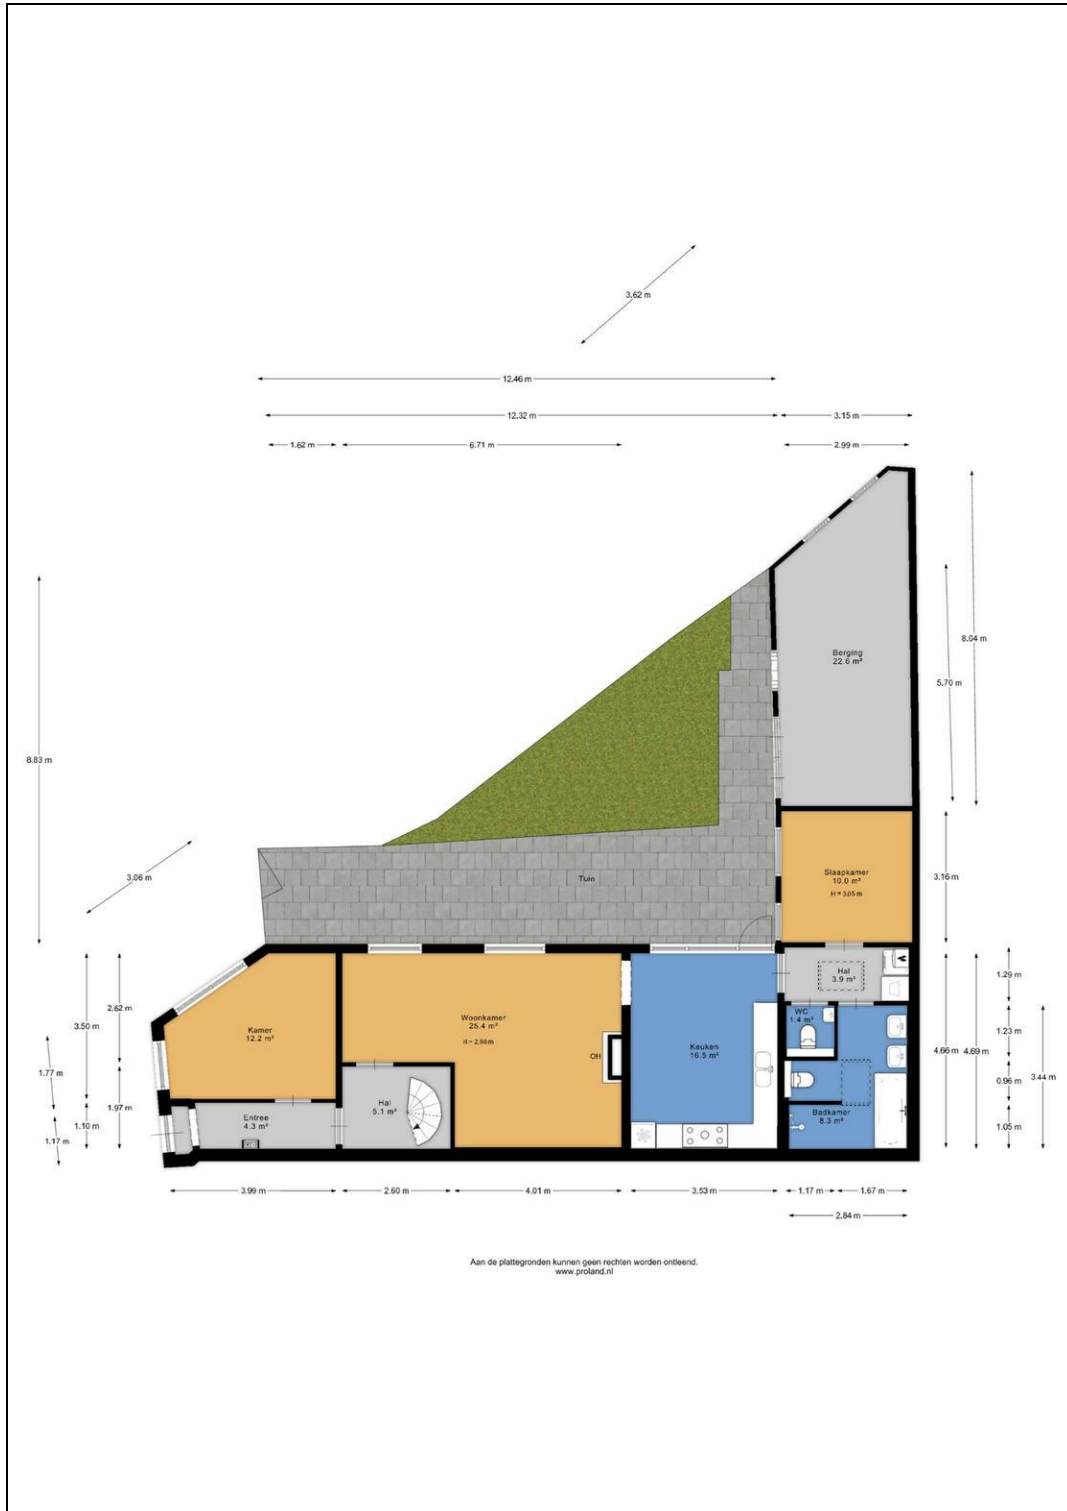 3.62 m
12.46 m
12.32 m
3.15 m
1.62 m
6.71 m
2.99 m
8.04 m
Berging
22.6 m²
5.70 m
8.83 m
3.06 m
Tuin
Slaapkamer
10.0 m²
H = 3,05 m
3.16 m
Hal
3.9 m²
1.29 m
2.62 m
3.50 m
Kamer
12.2 m²
Woonkamer
25.4 m²
WC
1.4 m²
1.23 m
Keuken
16.5 m²
4.66 m
4.69 m
OH
1.77 m
0.96 m
3.44 m
1.97 m
Hal
5.1 m²
1.10 m
Entree
4.3 m²
Badkamer
8.3 m²
1.05 m
1.17 m
3.99 m
2.60 m
4.01 m
3.53 m
1.17 m
1.67 m
2.84 m
Aan de plattegronden kunnen geen rechten worden ontleend.
www.proland.nl